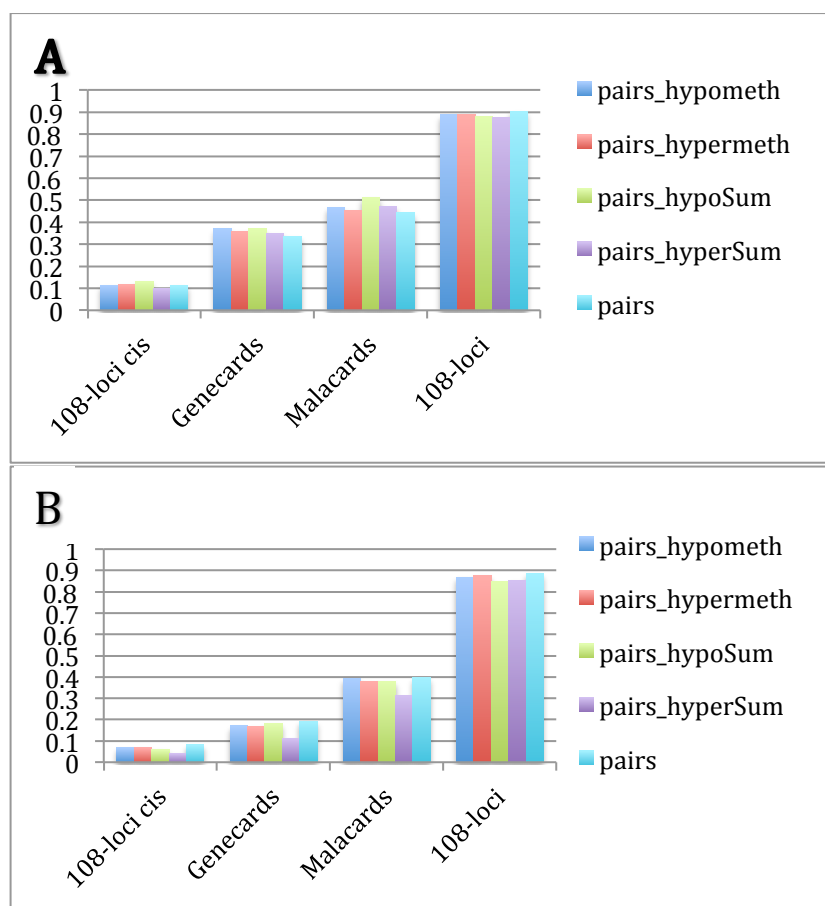 A
1
0.9
0.8
0.7
0.6
0.5
0.4
0.3
0.2
0.1
0
108-loci cis
Genecards
Malacards
108-loci
pairs_hypometh
pairs_hypermeth
pairs_hypoSum
pairs_hyperSum
pairs
B
1
0.9
0.8
0.7
0.6
0.5
0.4
0.3
0.2
0.1
0
108-loci cis
Genecards
Malacards
108-loci
pairs_hypometh
pairs_hypermeth
pairs_hypoSum
pairs_hyperSum
pairs